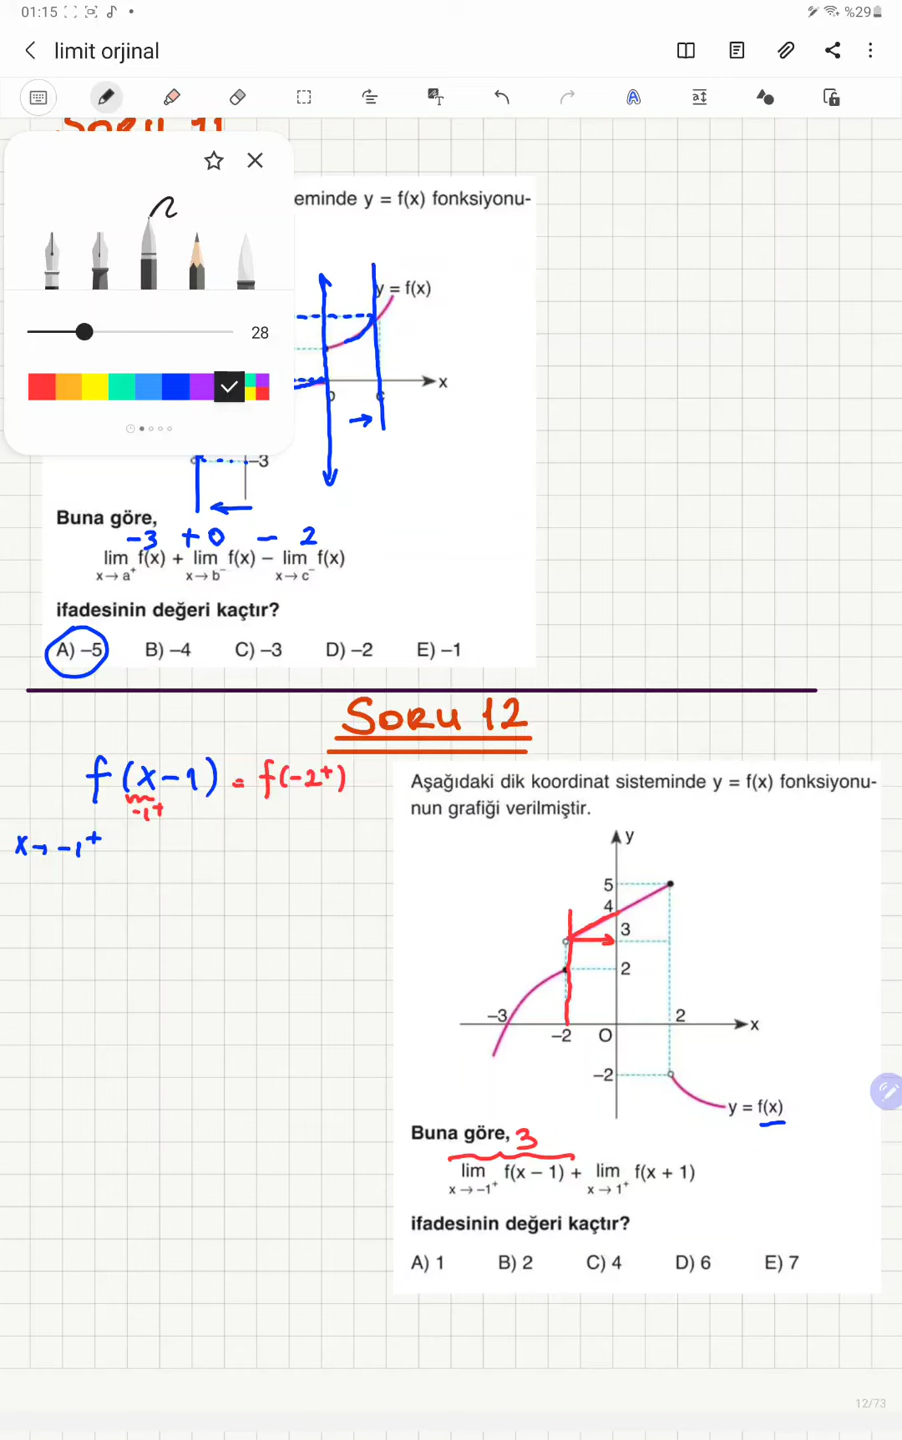 01:15
%29
limit orjinal
Soru 11
eminde y = f(x) fonksiyonu-
28
y = f(x)
x
c
-3
Buna göre,
-3 + 0 - 2
lim f(x) + lim f(x) – lim f(x)
x→a⁺ x→b⁻ x→c⁻
ifadesinin değeri kaçtır?
A) –5 B) –4 C) –3 D) –2 E) –1
Soru 12
f(x-1) = f(-2⁺)
-1⁺
x→-1⁺
Aşağıdaki dik koordinat sisteminde y = f(x) fonksiyonu-
nun grafiği verilmiştir.
y
5
4
3
2
–3 2
–2 O x
–2
y = f(x)
Buna göre, 3
lim f(x – 1) + lim f(x + 1)
x→–1⁺ x→1⁺
ifadesinin değeri kaçtır?
A) 1 B) 2 C) 4 D) 6 E) 7
12/73